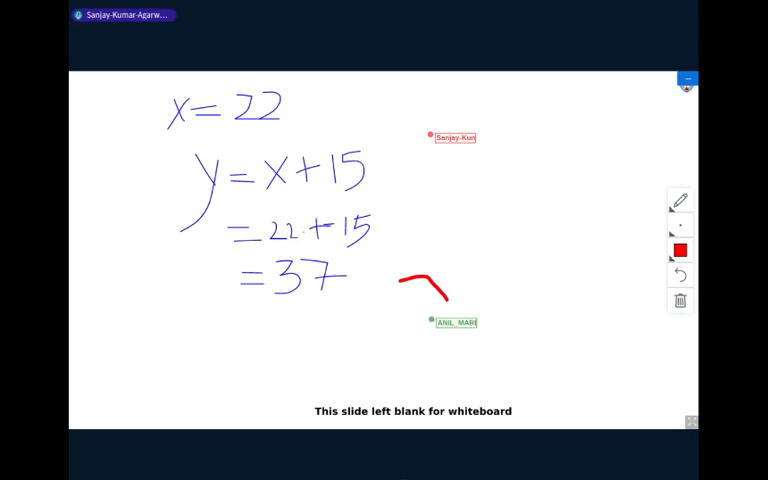 Sanjay-Kumar-Agarw...
x=22
Sanjay-Kun
y=x+15
=22+15
=37
ANIL_MARI
This slide left blank for whiteboard